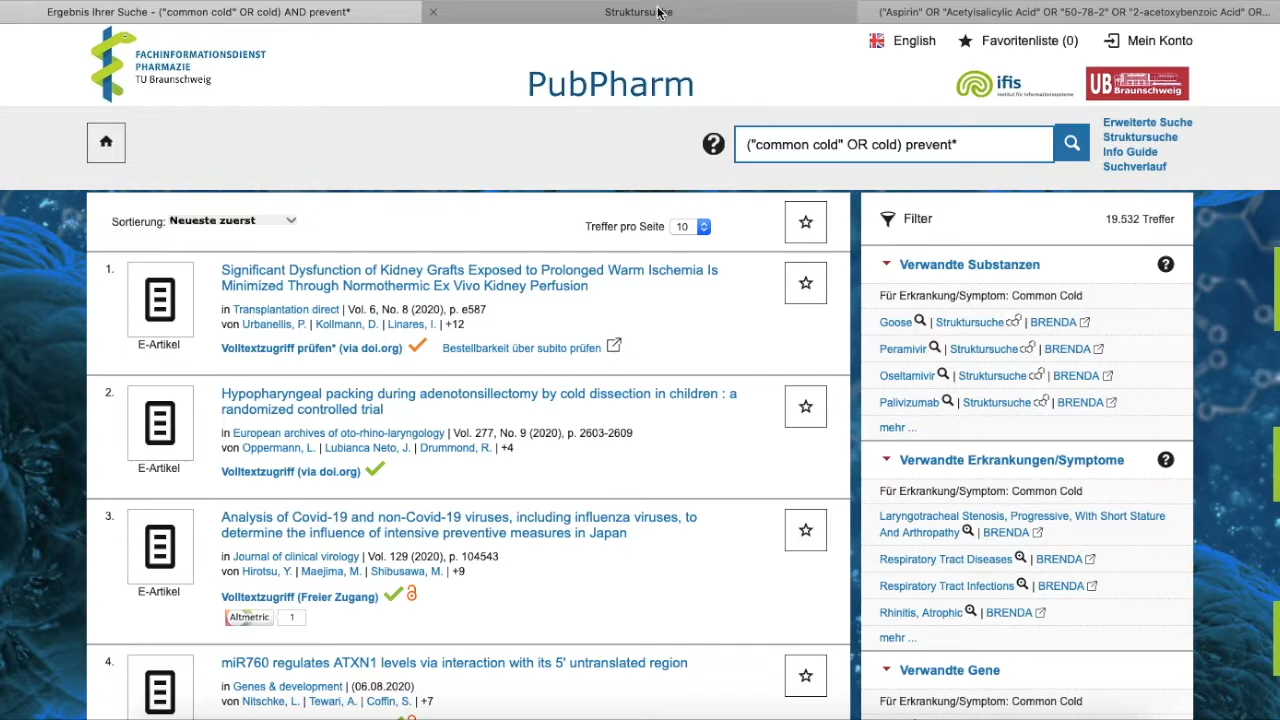 Ergebnis Ihrer Suche - ("common cold" OR cold) AND prevent*
Struktursuche
("Aspirin" OR "Acetylsalicylic Acid" OR "50-78-2" OR "2-acetoxybenzoic Acid" OR...
FACHINFORMATIONSDIENST
PHARMAZIE
TU Braunschweig
PubPharm
English
Favoritenliste (0)
Mein Konto
ifis
Institut für Informationssysteme
UB
Braunschweig
? ("common cold" OR cold) prevent*
Erweiterte Suche
Struktursuche
Info Guide
Suchverlauf
Sortierung: Neueste zuerst
Treffer pro Seite 10
1.
E-Artikel
Significant Dysfunction of Kidney Grafts Exposed to Prolonged Warm Ischemia Is
Minimized Through Normothermic Ex Vivo Kidney Perfusion
in Transplantation direct | Vol. 6, No. 8 (2020), p. e587
von Urbanellis, P. | Kollmann, D. | Linares, I. | +12
Volltextzugriff prüfen* (via doi.org) Bestellbarkeit über subito prüfen
2.
E-Artikel
Hypopharyngeal packing during adenotonsillectomy by cold dissection in children : a
randomized controlled trial
in European archives of oto-rhino-laryngology | Vol. 277, No. 9 (2020), p. 2603-2609
von Oppermann, L. | Lubianca Neto, J. | Drummond, R. | +4
Volltextzugriff (via doi.org)
3.
E-Artikel
Analysis of Covid-19 and non-Covid-19 viruses, including influenza viruses, to
determine the influence of intensive preventive measures in Japan
in Journal of clinical virology | Vol. 129 (2020), p. 104543
von Hirotsu, Y. | Maejima, M. | Shibusawa, M. | +9
Volltextzugriff (Freier Zugang)
Altmetric 1
4.
miR760 regulates ATXN1 levels via interaction with its 5' untranslated region
in Genes & development | (06.08.2020)
von Nitschke, L. | Tewari, A. | Coffin, S. | +7
Filter 19.532 Treffer
Verwandte Substanzen ?
Für Erkrankung/Symptom: Common Cold
Goose | Struktursuche | BRENDA
Peramivir | Struktursuche | BRENDA
Oseltamivir | Struktursuche | BRENDA
Palivizumab | Struktursuche | BRENDA
mehr ...
Verwandte Erkrankungen/Symptome ?
Für Erkrankung/Symptom: Common Cold
Laryngotracheal Stenosis, Progressive, With Short Stature
And Arthropathy | BRENDA
Respiratory Tract Diseases | BRENDA
Respiratory Tract Infections | BRENDA
Rhinitis, Atrophic | BRENDA
mehr ...
Verwandte Gene
Für Erkrankung/Symptom: Common Cold